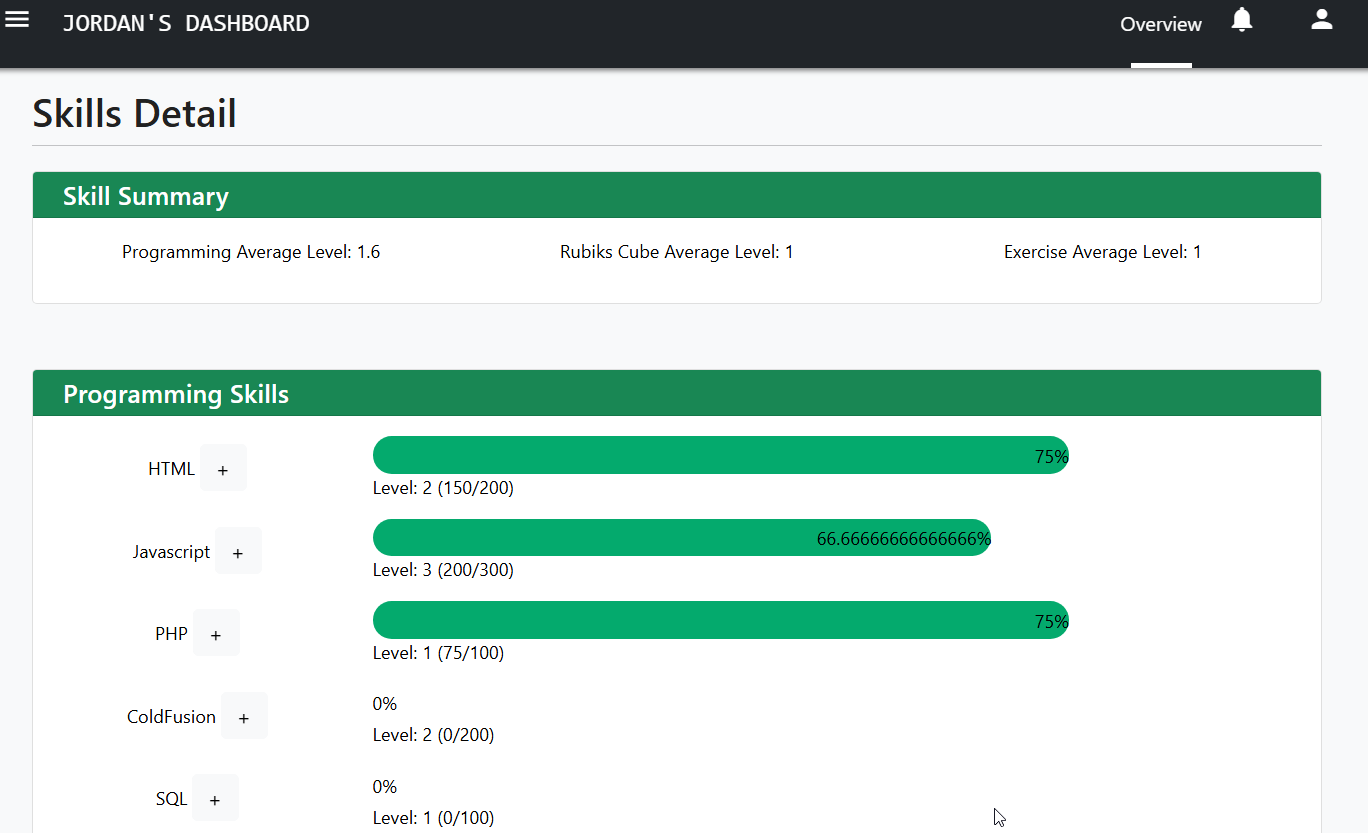 JORDAN'S DASHBOARD
Overview
Skills Detail
Skill Summary
Programming Average Level: 1.6
Rubiks Cube Average Level: 1
Exercise Average Level: 1
Programming Skills
HTML +
75%
Level: 2 (150/200)
Javascript +
66.66666666666666%
Level: 3 (200/300)
PHP +
75%
Level: 1 (75/100)
ColdFusion +
0%
Level: 2 (0/200)
SQL +
0%
Level: 1 (0/100)